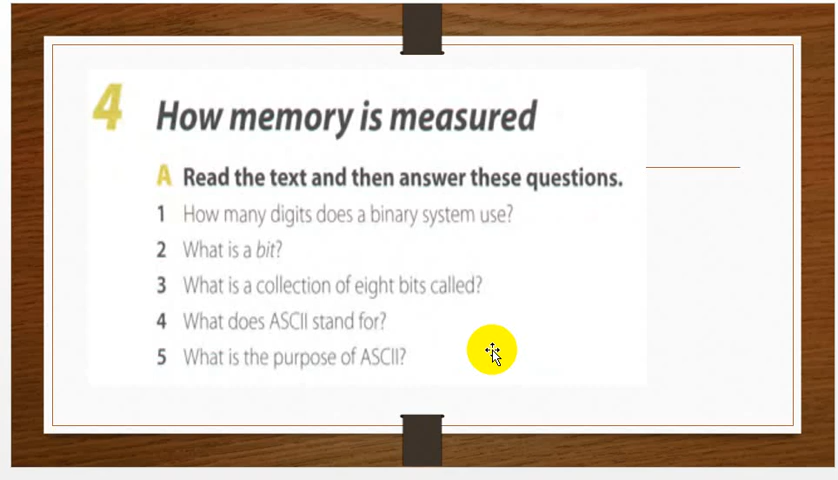 4 How memory is measured
A Read the text and then answer these questions.
1 How many digits does a binary system use?
2 What is a bit?
3 What is a collection of eight bits called?
4 What does ASCII stand for?
5 What is the purpose of ASCII?